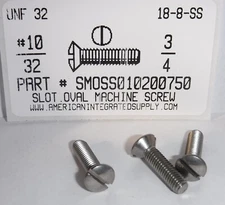 UNF 32 18-8-SS
#10 3
32 4
PART # SMOSS010200750
SLOT OVAL MACHINE SCREW
WWW.AMERICANINTEGRATEDSUPPLY.COM